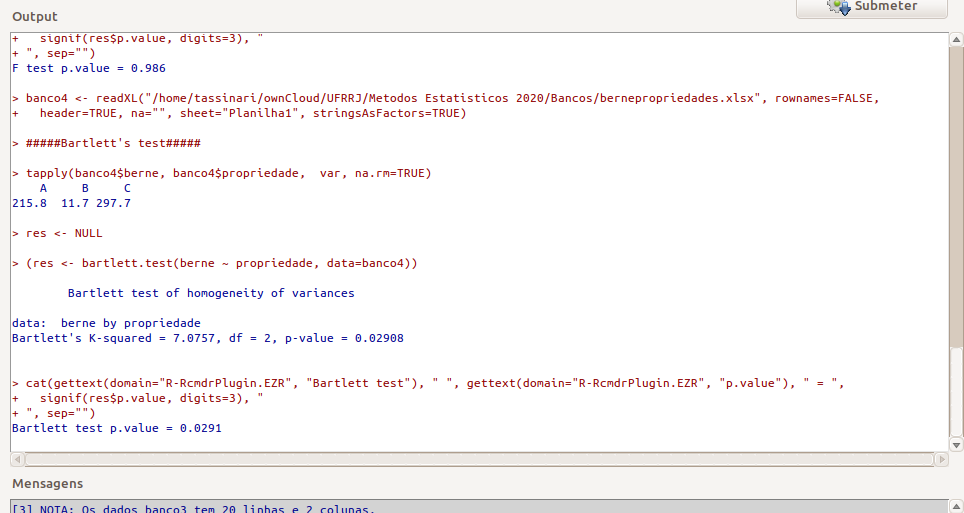 Submeter
Output
+   signif(res$p.value, digits=3), "
+ ", sep="")
F test p.value = 0.986
> banco4 <- readXL("/home/tassinari/ownCloud/UFRRJ/Metodos Estatisticos 2020/Bancos/bernepropriedades.xlsx", rownames=FALSE,
+   header=TRUE, na="", sheet="Planilha1", stringsAsFactors=TRUE)
> #####Bartlett's test#####
> tapply(banco4$berne, banco4$propriedade,  var, na.rm=TRUE)
    A     B     C
215.8  11.7 297.7
> res <- NULL
> (res <- bartlett.test(berne ~ propriedade, data=banco4))
        Bartlett test of homogeneity of variances
data:  berne by propriedade
Bartlett's K-squared = 7.0757, df = 2, p-value = 0.02908
> cat(gettext(domain="R-RcmdrPlugin.EZR", "Bartlett test"), " ", gettext(domain="R-RcmdrPlugin.EZR", "p.value"), " = ",
+   signif(res$p.value, digits=3), "
+ ", sep="")
Bartlett test p.value = 0.0291
Mensagens
[3] NOTA: Os dados banco3 tem 20 linhas e 2 colunas.